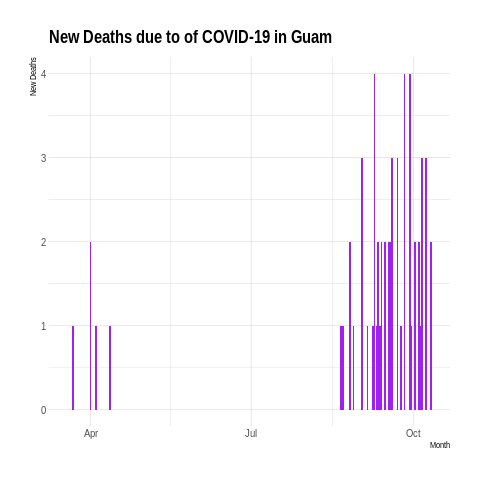 New Deaths due to of COVID-19 in Guam
New Deaths
4
3
2
1
0
Apr
Jul
Oct
Month